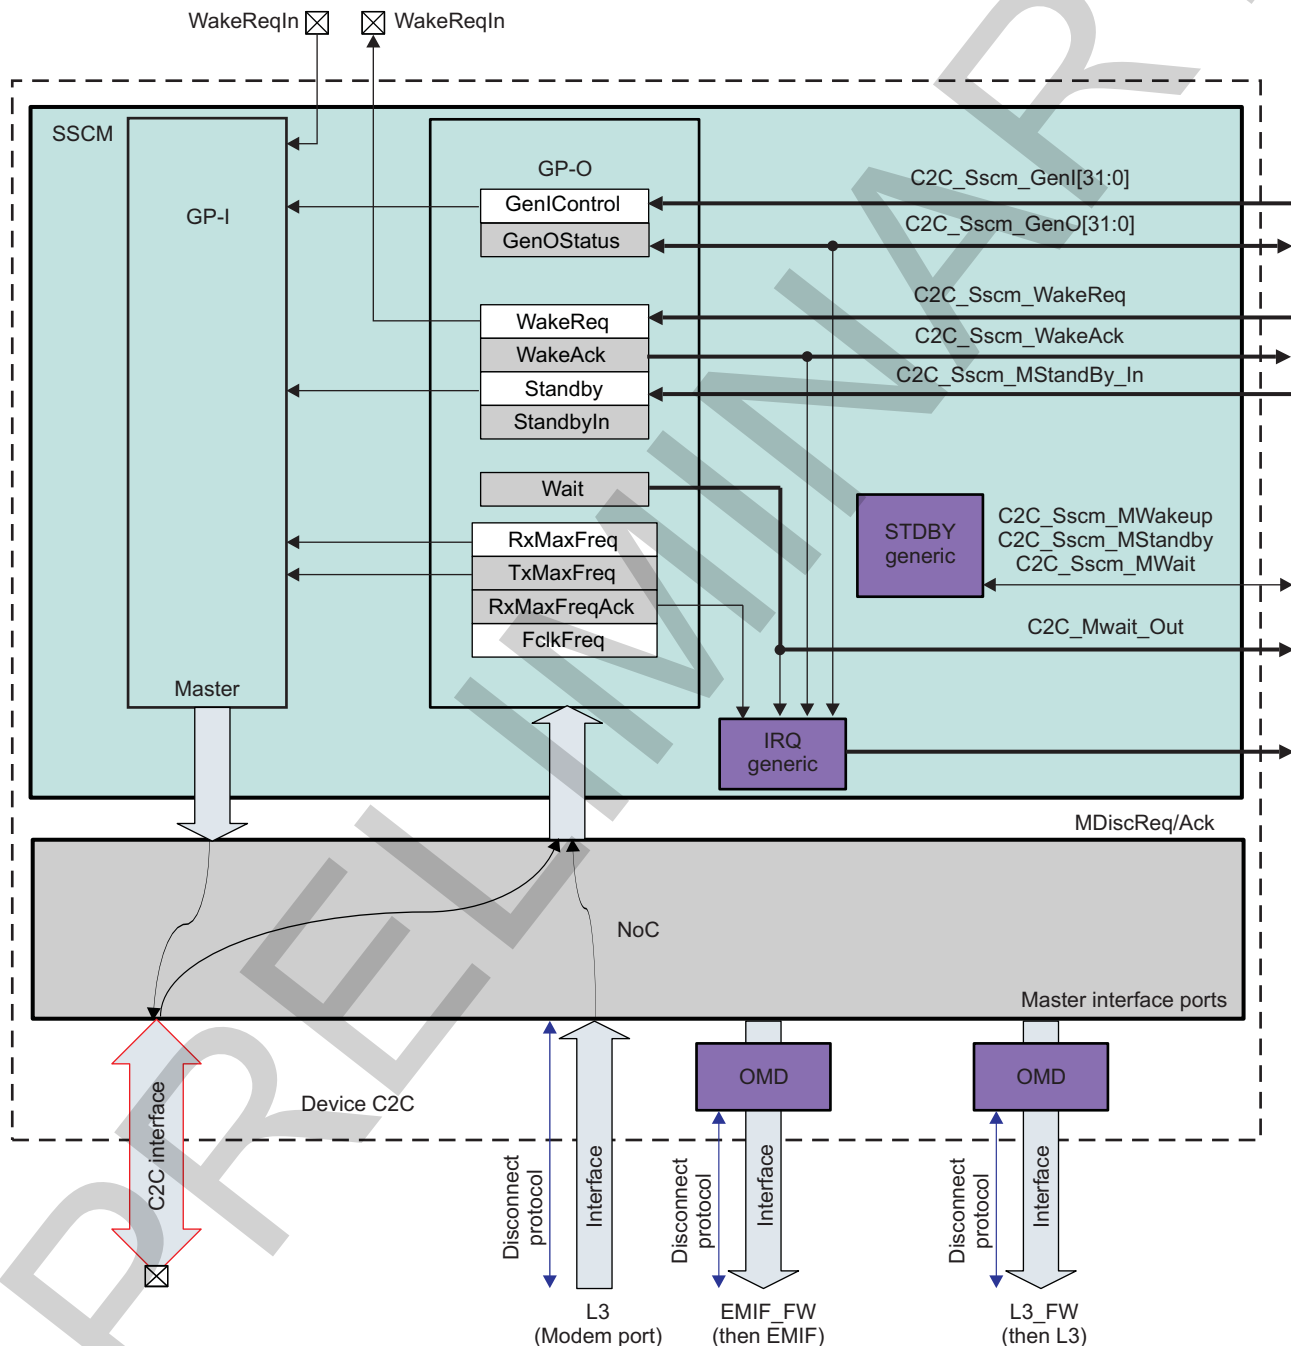 WakeReqIn WakeReqIn
SSCM
GP-I
GP-O
GenIControl
GenOStatus
C2C_Sscm_GenI[31:0]
C2C_Sscm_GenO[31:0]
WakeReq
WakeAck
Standby
StandbyIn
C2C_Sscm_WakeReq
C2C_Sscm_WakeAck
C2C_Sscm_MStandBy_In
Wait
RxMaxFreq
TxMaxFreq
RxMaxFreqAck
FclkFreq
STDBY
generic
C2C_Sscm_MWakeup
C2C_Sscm_MStandby
C2C_Sscm_MWait
C2C_Mwait_Out
Master
IRQ
generic
MDiscReq/Ack
NoC
Master interface ports
C2C interface
Device C2C
Disconnect
protocol
Interface
OMD
Disconnect
protocol
Interface
OMD
Disconnect
protocol
Interface
L3
(Modem port)
EMIF_FW
(then EMIF)
L3_FW
(then L3)
PRELIMINAR